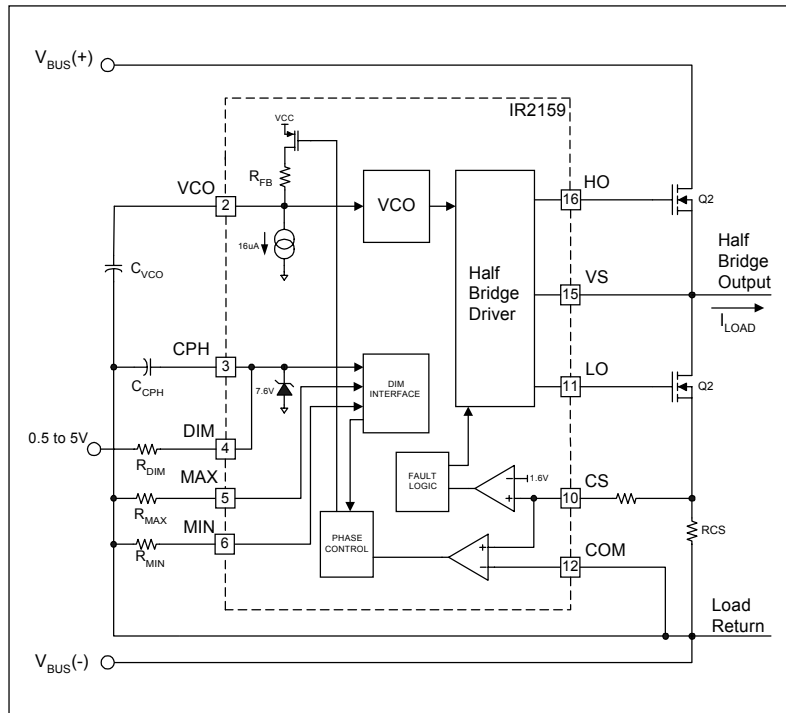 V_BUS(+)
IR2159
VCC
R_FB
VCO
2
VCO
16uA
C_VCO
Half
Bridge
Driver
HO
16
Q2
VS
15
Half
Bridge
Output
I_LOAD
CPH
3
C_CPH
7.6V
DIM
INTERFACE
LO
11
Q2
0.5 to 5V
DIM
4
R_DIM
MAX
5
R_MAX
MIN
6
R_MIN
FAULT
LOGIC
1.6V
CS
10
RCS
PHASE
CONTROL
COM
12
Load
Return
V_BUS(-)